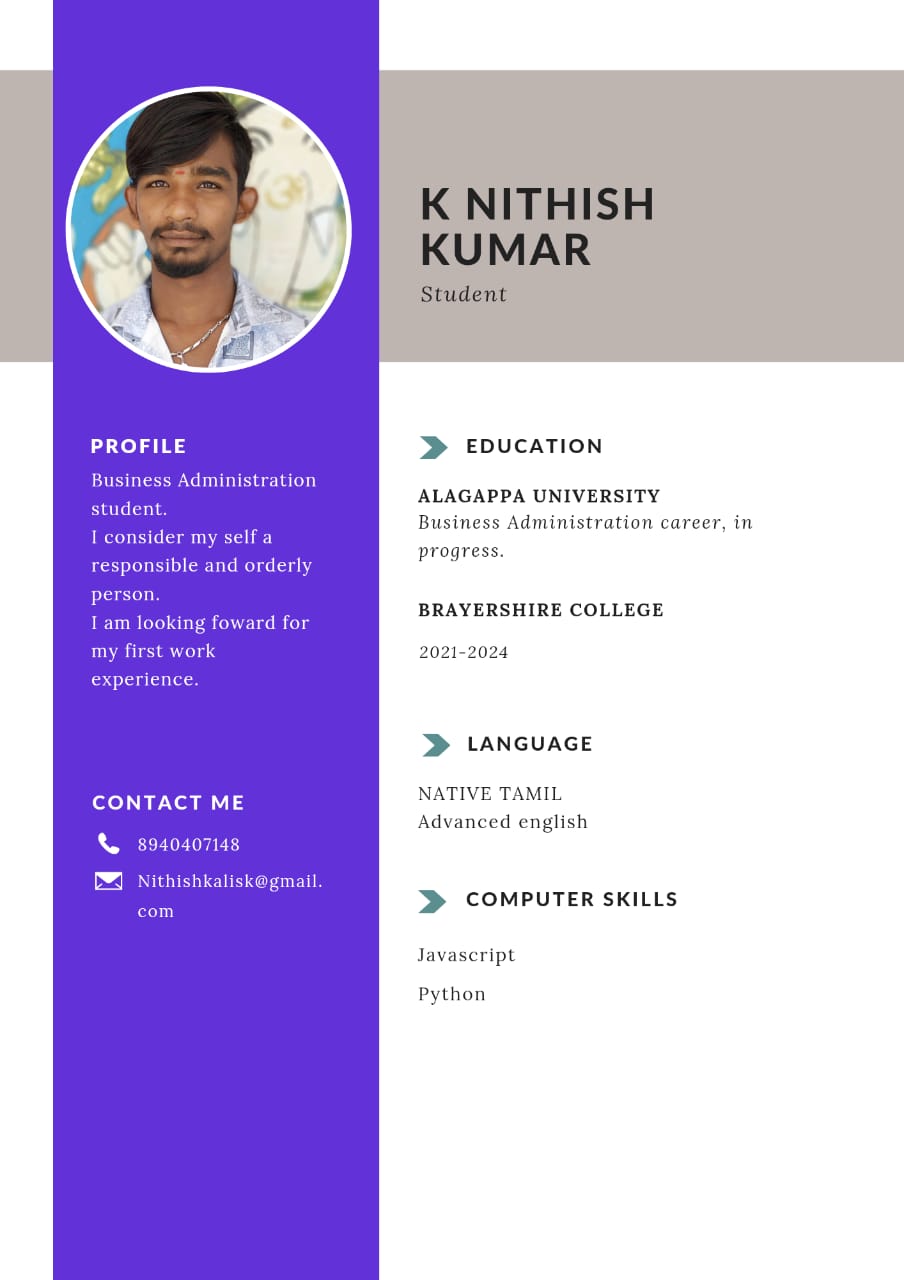 K NITHISH
KUMAR
Student
PROFILE
Business Administration
student.
I consider my self a
responsible and orderly
person.
I am looking foward for
my first work
experience.
CONTACT ME
8940407148
Nithishkalisk@gmail.
com
EDUCATION
ALAGAPPA UNIVERSITY
Business Administration career, in
progress.
BRAYERSHIRE COLLEGE
2021-2024
LANGUAGE
NATIVE TAMIL
Advanced english
COMPUTER SKILLS
Javascript
Python